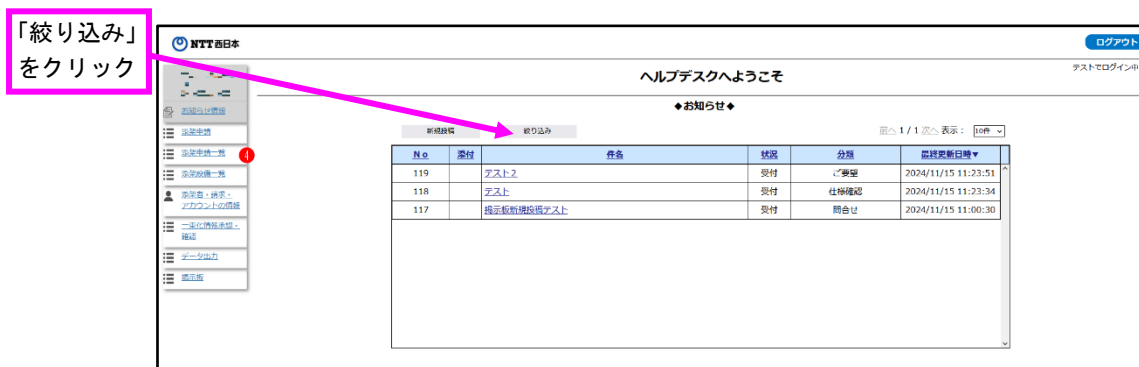 「絞り込み」
をクリック
NTT西日本
ログアウト
テストでログイン中
ヘルプデスクへようこそ
◆お知らせ◆
お知らせ情報
添架申請
添架申請一覧 4
添架設備一覧
添架者・請求・
アカウントの情報
一束化情報承認・
確認
データ出力
掲示板
新規投稿 絞り込み 前へ 1 / 1 次へ 表示： 10件
No 添付 件名 状況 分類 最終更新日時▼
119 テスト2 受付 ご要望 2024/11/15 11:23:51
118 テスト 受付 仕様確認 2024/11/15 11:23:34
117 掲示板新規投稿テスト 受付 問合せ 2024/11/15 11:00:30